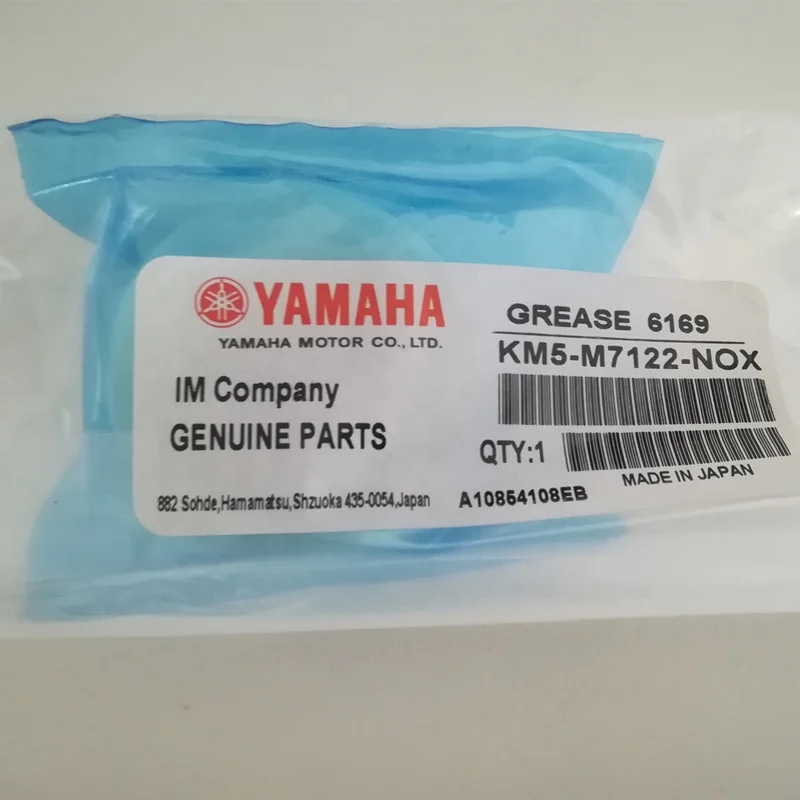 YAMAHA
YAMAHA MOTOR CO., LTD.
IM Company
GENUINE PARTS
882 Sohde,Hamamatsu,Shzuoka 435-0054,Japan
GREASE 6169
KM5-M7122-NOX
QTY:1
MADE IN JAPAN
A10854108EB